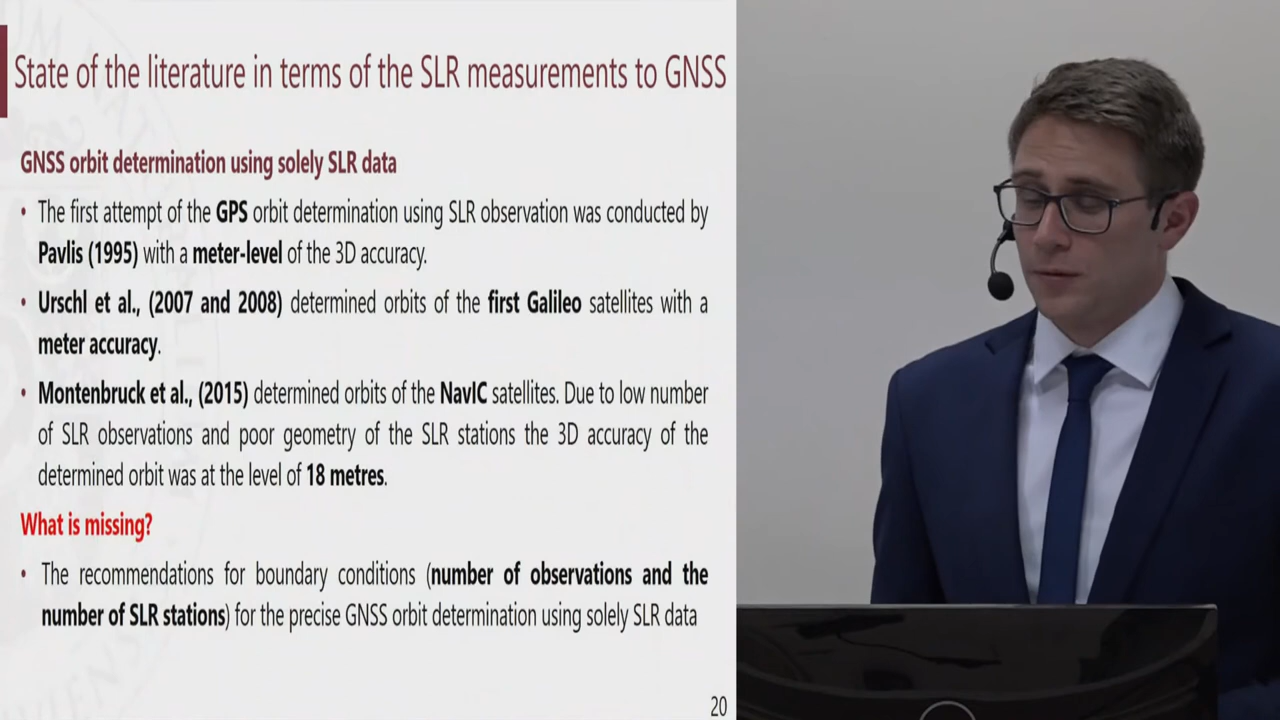 State of the literature in terms of the SLR measurements to GNSS
GNSS orbit determination using solely SLR data
• The first attempt of the GPS orbit determination using SLR observation was conducted by
Pavlis (1995) with a meter-level of the 3D accuracy.
• Urschl et al., (2007 and 2008) determined orbits of the first Galileo satellites with a
meter accuracy.
• Montenbruck et al., (2015) determined orbits of the NavIC satellites. Due to low number
of SLR observations and poor geometry of the SLR stations the 3D accuracy of the
determined orbit was at the level of 18 metres.
What is missing?
• The recommendations for boundary conditions (number of observations and the
number of SLR stations) for the precise GNSS orbit determination using solely SLR data
20